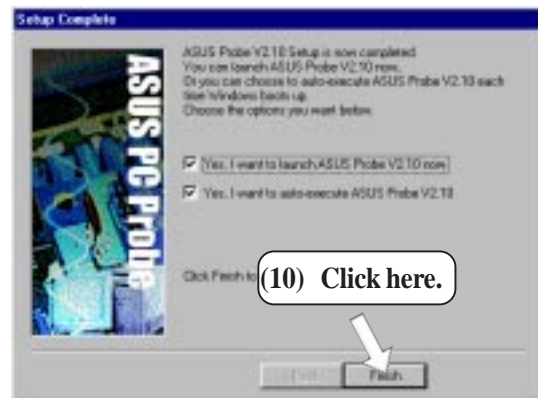 Setup Complete
ASUS PC Probe
ASUS Probe V2.10 Setup is now completed.
You can launch ASUS Probe V2.10 now.
Or you can choose to auto-execute ASUS Probe V2.10 each
time Windows boots up.
Choose the options you want below.
Yes, I want to launch ASUS Probe V2.10 now
Yes, I want to auto-execute ASUS Probe V2.10
Click Finish to
(10) Click here.
Finish